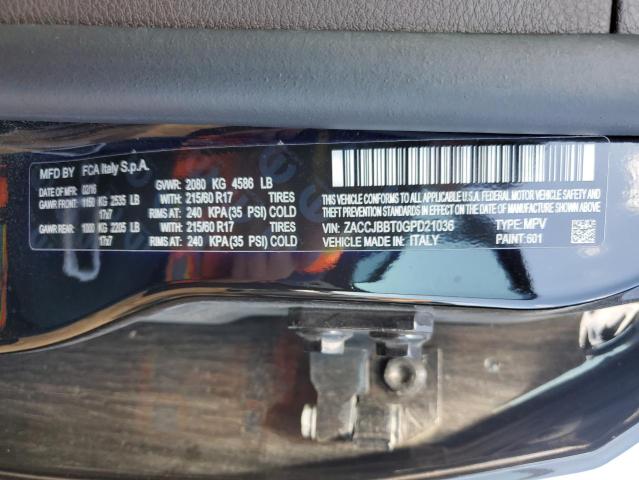 MFD BY FCA Italy S.p.A.
DATE OF MFR 02/16 GVWR: 2080 KG 4586 LB
GAWR FRONT: 1150 KG 2535 LB WITH: 215/60 R17 TIRES
17x7 RIMS AT: 240 KPA(35 PSI) COLD
GAWR REAR: 1000 KG 2205 LB WITH: 215/60 R17 TIRES
17x7 RIMS AT: 240 KPA(35 PSI) COLD
THIS VEHICLE CONFORMS TO ALL APPLICABLE U.S.A. FEDERAL MOTOR VEHICLE SAFETY AND
BUMPER AND THEFT PREVENTION STANDARDS IN EFFECT ON THE DATE OF MANUFACTURE SHOWN ABOVE.
VIN: ZACCJBBT0GPD21036 TYPE: MPV
VEHICLE MADE IN: ITALY PAINT: 601